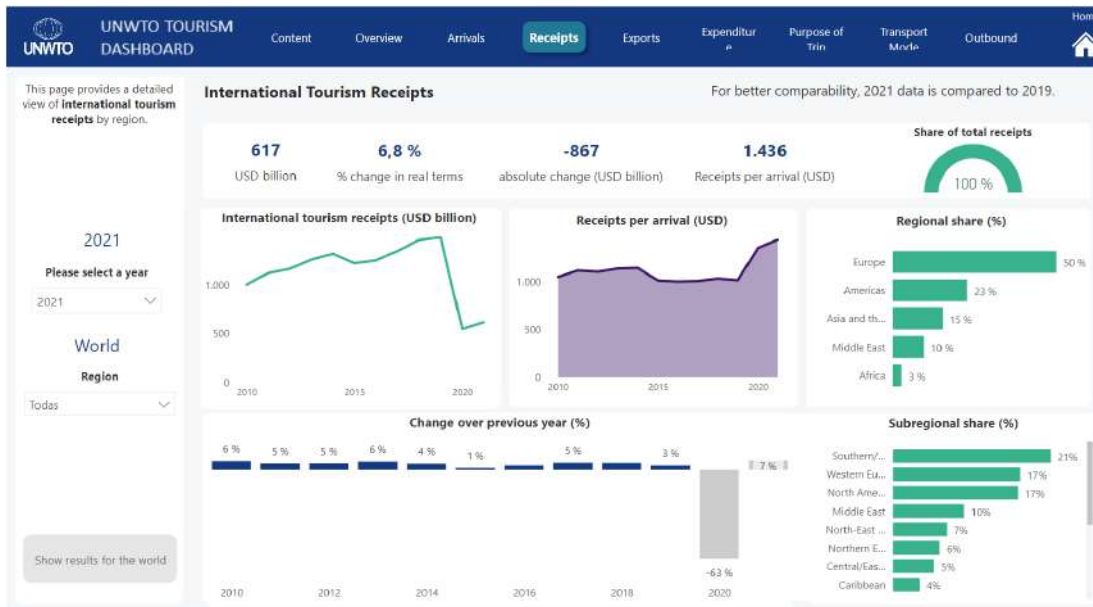 UNWTO
UNWTO TOURISM
DASHBOARD
Content
Overview
Arrivals
Receipts
Exports
Expenditur
e
Purpose of
Trip
Transport
Mode
Outbound
Hom
This page provides a detailed
view of international tourism
receipts by region.
2021
Please select a year
2021
World
Region
Todas
Show results for the world
International Tourism Receipts
For better comparability, 2021 data is compared to 2019.
617
USD billion
6,8 %
% change in real terms
-867
absolute change (USD billion)
1.436
Receipts per arrival (USD)
Share of total receipts
100 %
International tourism receipts (USD billion)
1.000
500
0
2010
2015
2020
Receipts per arrival (USD)
1.000
500
0
2010
2015
2020
Regional share (%)
Europe 50 %
Americas 23 %
Asia and th... 15 %
Middle East 10 %
Africa 3 %
Change over previous year (%)
6 %
5 %
5 %
6 %
4 %
1 %
5 %
3 %
7 %
-63 %
2010
2012
2014
2016
2018
2020
Subregional share (%)
Southern/... 21%
Western Eu... 17%
North Ame... 17%
Middle East 10%
North-East ... 7%
Northern E... 6%
Central/Eas... 5%
Caribbean 4%